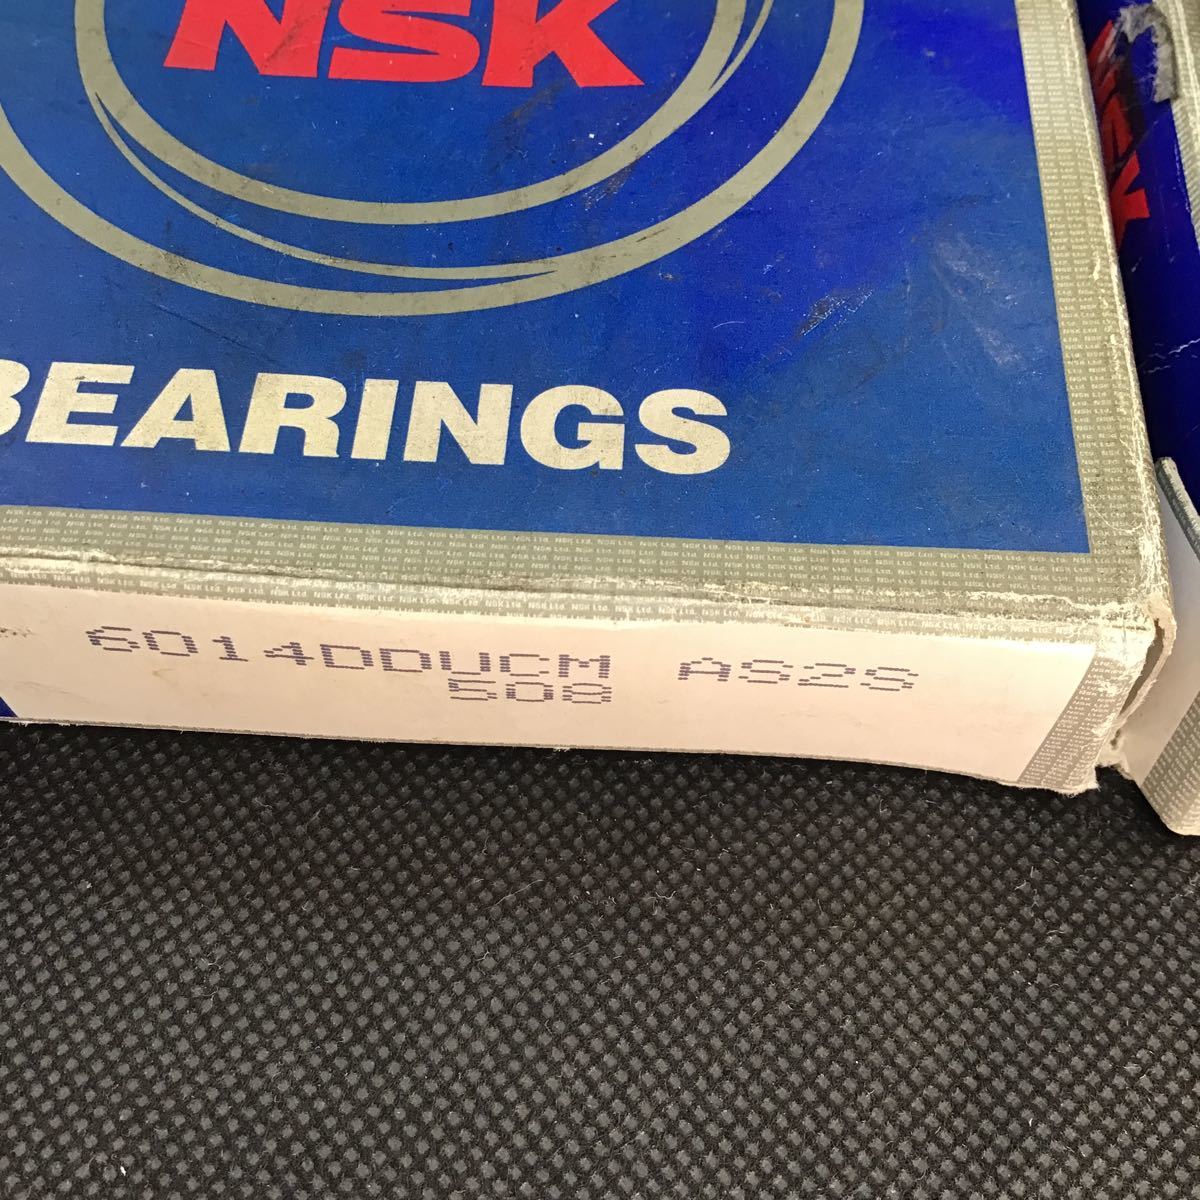 NSK
BEARINGS
6014DDUCM AS2S
508